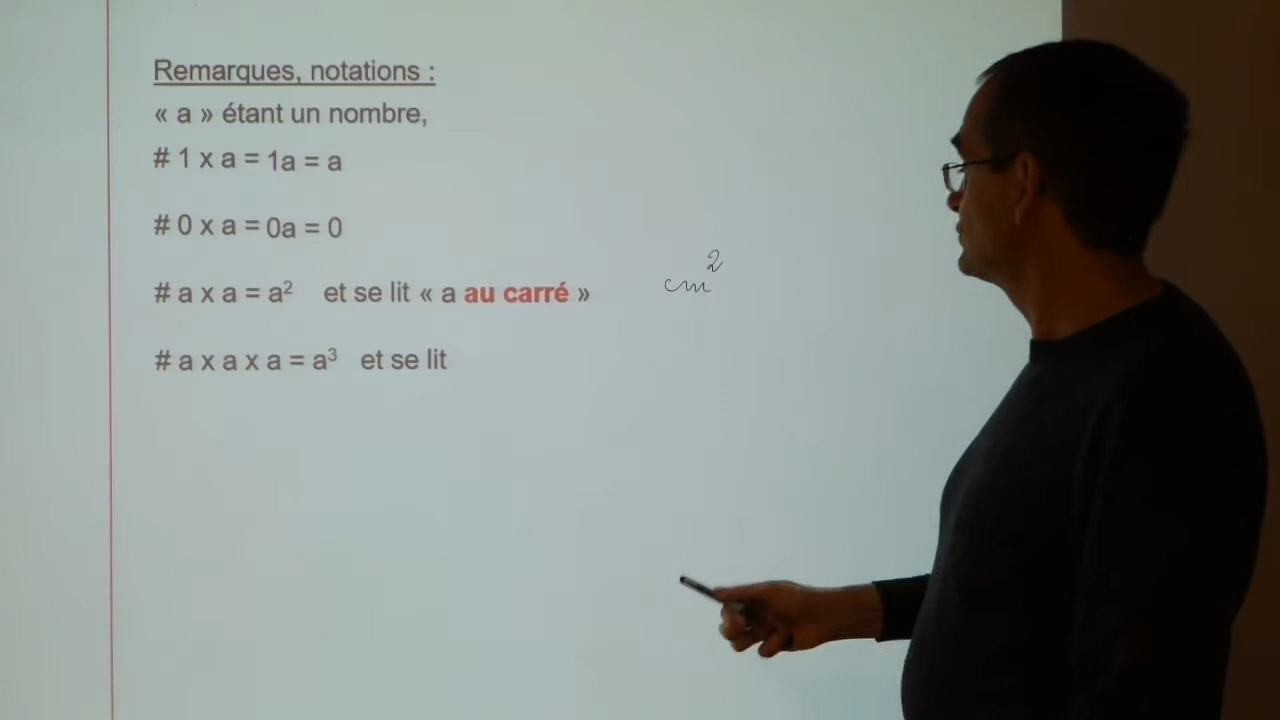 Remarques, notations :
« a » étant un nombre,
# 1 x a = 1a = a
# 0 x a = 0a = 0
# a x a = a² et se lit « a au carré » cm²
# a x a x a = a³ et se lit